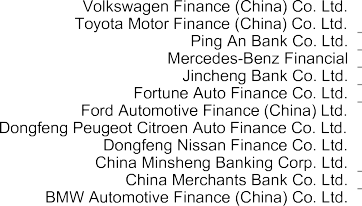 Volkswagen Finance (China) Co. Ltd.
Toyota Motor Finance (China) Co. Ltd.
Ping An Bank Co. Ltd.
Mercedes-Benz Financial
Jincheng Bank Co. Ltd.
Fortune Auto Finance Co. Ltd.
Ford Automotive Finance (China) Ltd.
Dongfeng Peugeot Citroen Auto Finance Co. Ltd.
Dongfeng Nissan Finance Co. Ltd.
China Minsheng Banking Corp. Ltd.
China Merchants Bank Co. Ltd.
BMW Automotive Finance (China) Co. Ltd.